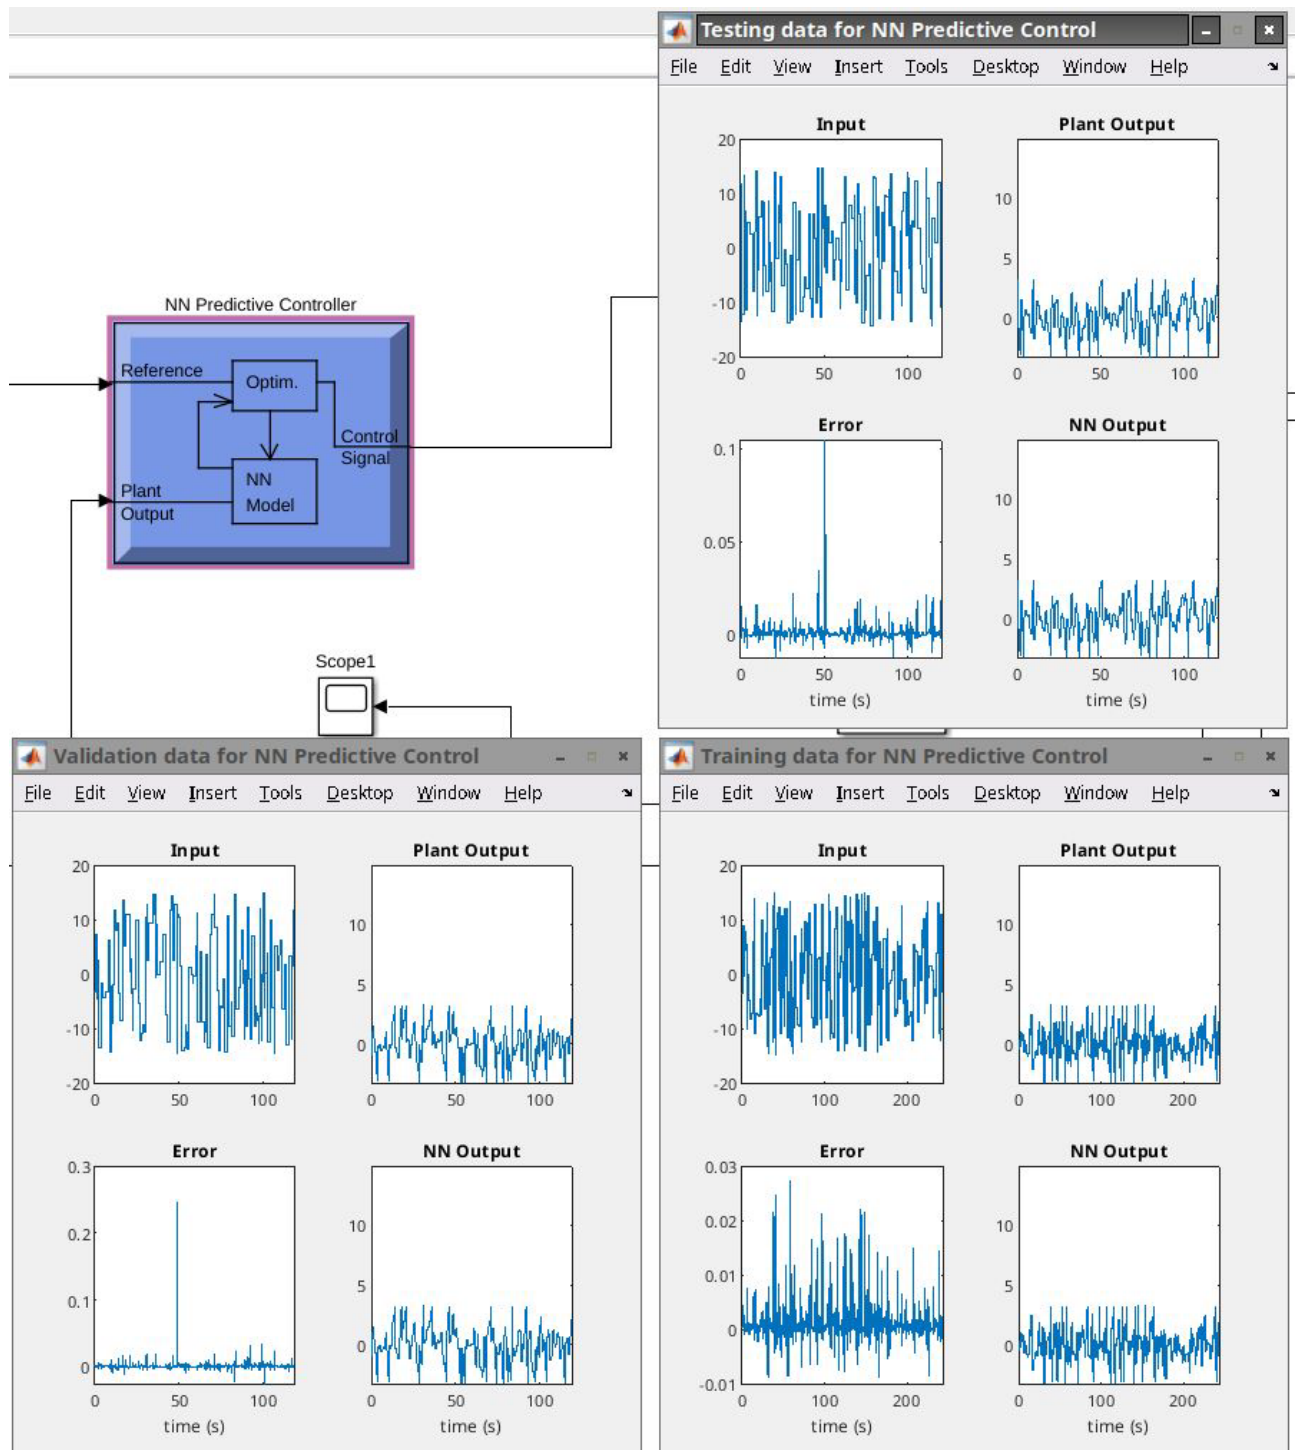 Testing data for NN Predictive Control
File Edit View Insert Tools Desktop Window Help
Input
20
10
0
-10
-20
0 50 100
Plant Output
10
5
0
0 50 100
Error
0.1
0.05
0
0 50 100
time (s)
NN Output
10
5
0
0 50 100
time (s)
NN Predictive Controller
Reference
Optim.
Control
Signal
NN
Model
Plant
Output
Scope1
Validation data for NN Predictive Control
File Edit View Insert Tools Desktop Window Help
Input
20
10
0
-10
-20
0 50 100
Plant Output
10
5
0
0 50 100
Error
0.3
0.2
0.1
0
0 50 100
time (s)
NN Output
10
5
0
0 50 100
time (s)
Training data for NN Predictive Control
File Edit View Insert Tools Desktop Window Help
Input
20
10
0
-10
-20
0 100 200
Plant Output
10
5
0
0 100 200
Error
0.03
0.02
0.01
0
-0.01
0 100 200
time (s)
NN Output
10
5
0
0 100 200
time (s)